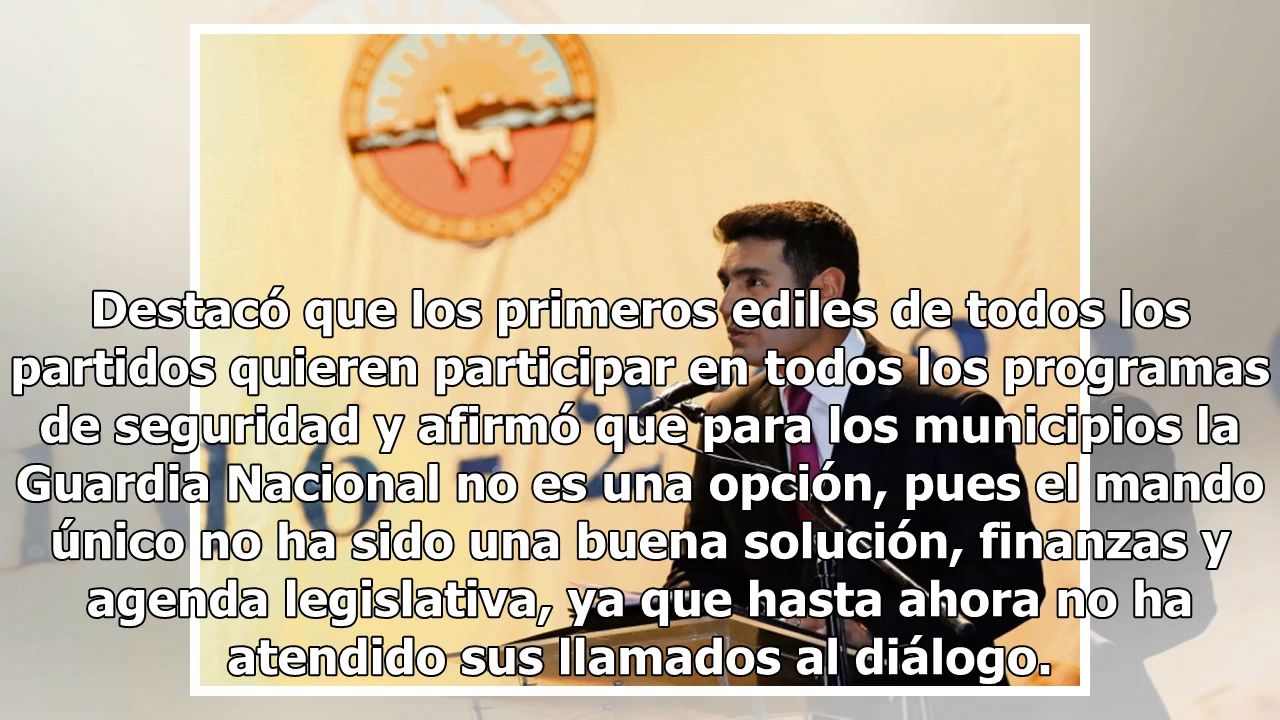 Destacó que los primeros ediles de todos los
partidos quieren participar en todos los programas
de seguridad y afirmó que para los municipios la
Guardia Nacional no es una opción, pues el mando
único no ha sido una buena solución, finanzas y
agenda legislativa, ya que hasta ahora no ha
atendido sus llamados al diálogo.